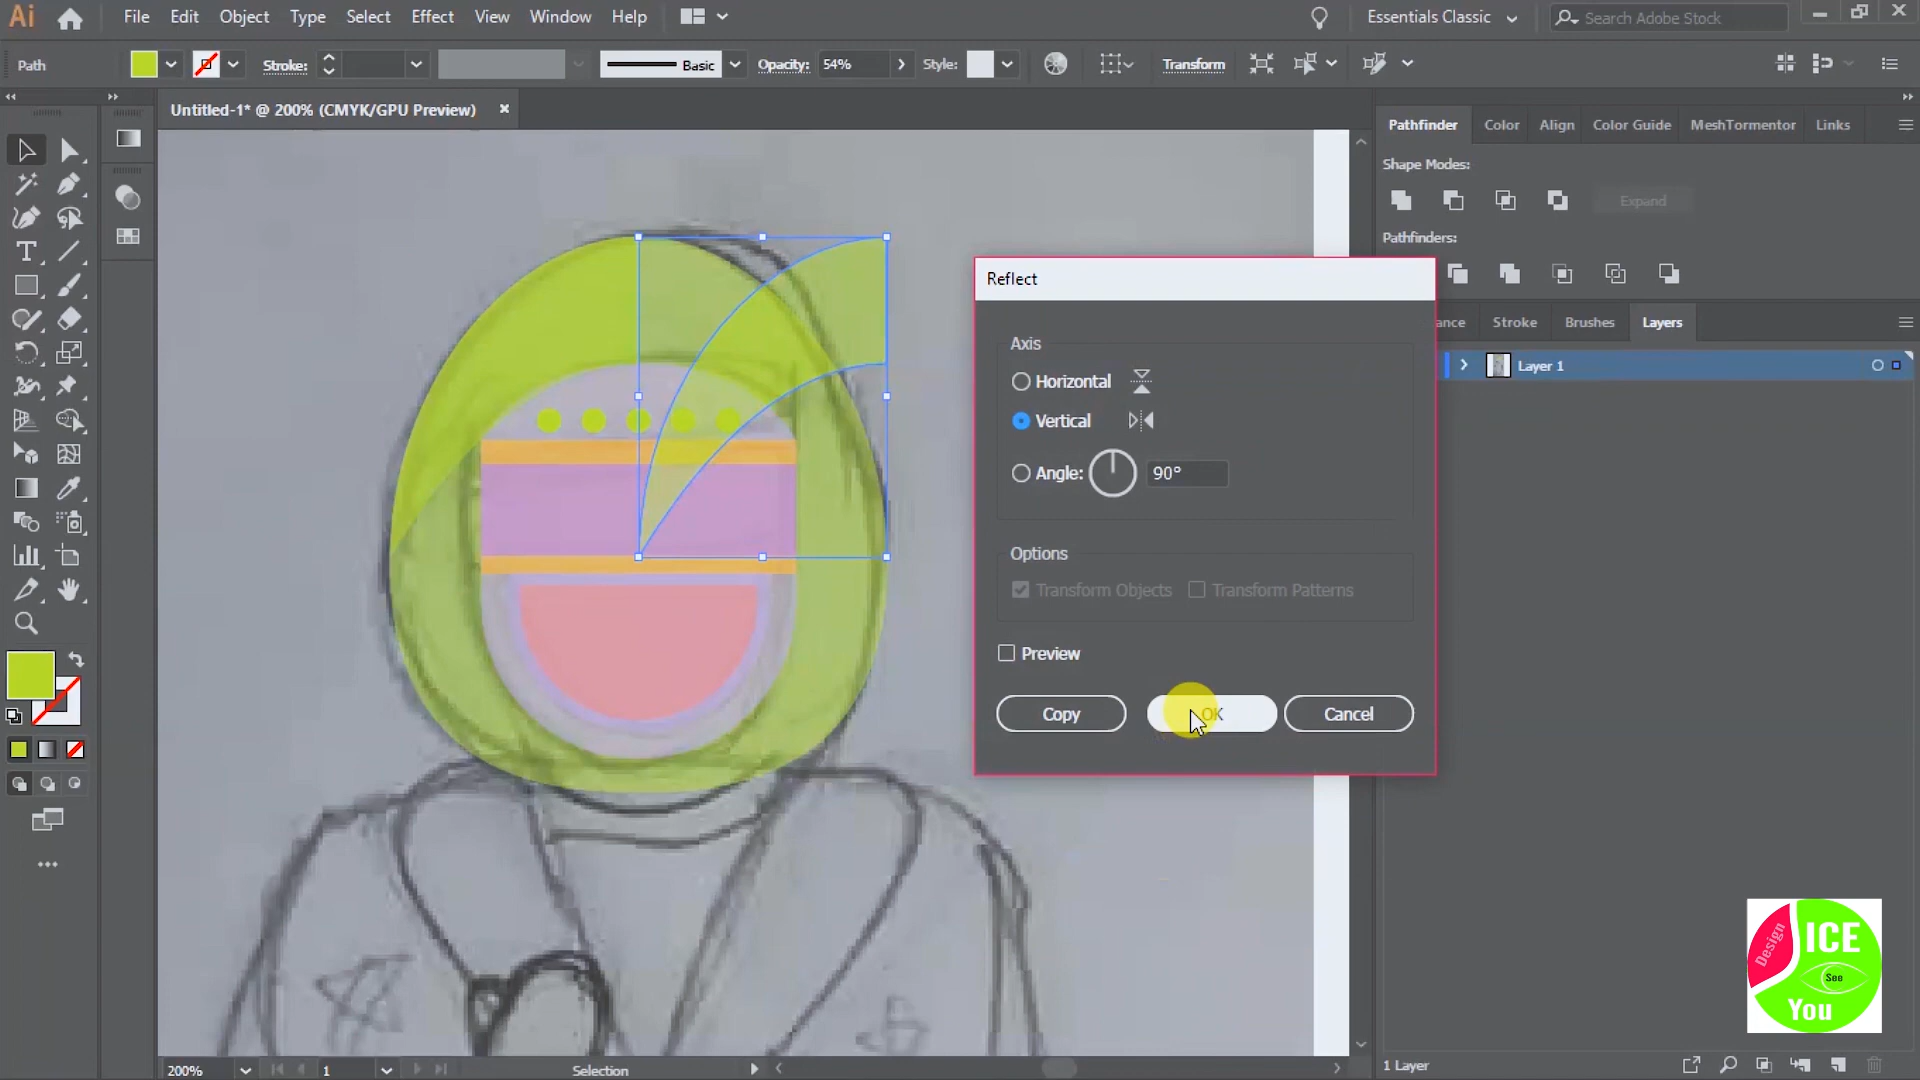 Ai File Edit Object Type Select Effect View Window Help Essentials Classic Search Adobe Stock
Path Stroke: Basic Opacity: 54% Style: Transform
Untitled-1* @ 200% (CMYK/GPU Preview)
Pathfinder Color Align Color Guide MeshTormentor Links
Shape Modes:
Expand
Pathfinders:
Reflect
ance Stroke Brushes Layers
Axis
Layer 1
Horizontal
Vertical
Angle: 90°
Options
Transform Objects Transform Patterns
Preview
Copy OK Cancel
Design
ICE
See
You
200% 1 Selection
1 Layer